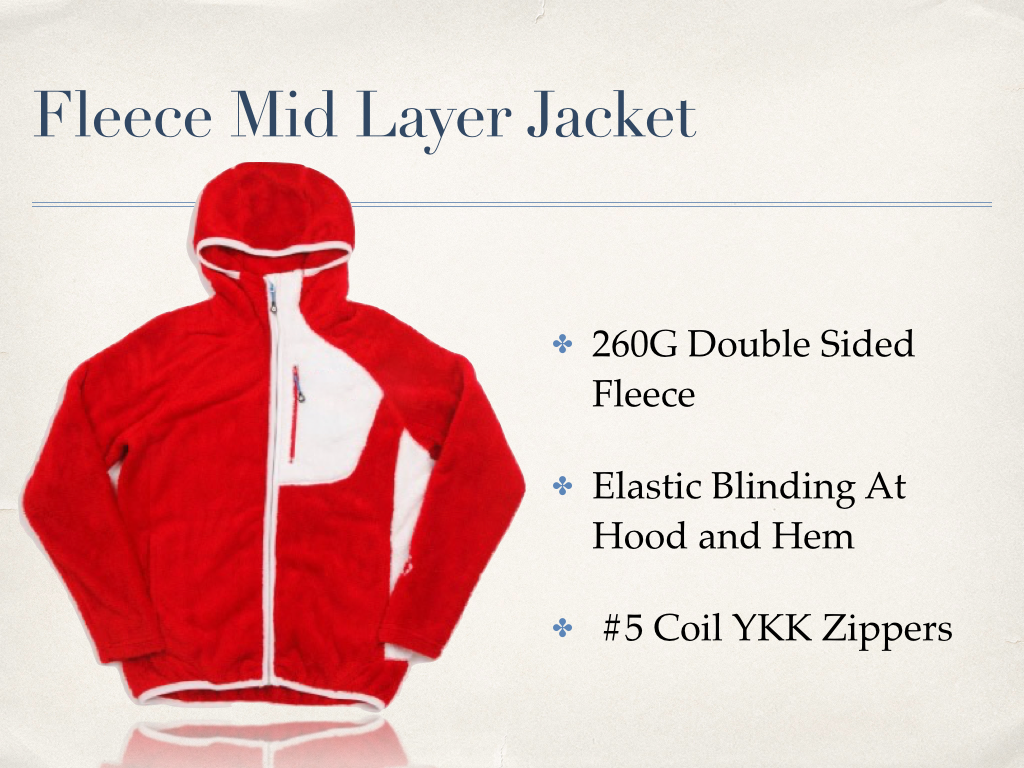 Fleece Mid Layer Jacket
260G Double Sided
Fleece
Elastic Blinding At
Hood and Hem
#5 Coil YKK Zippers